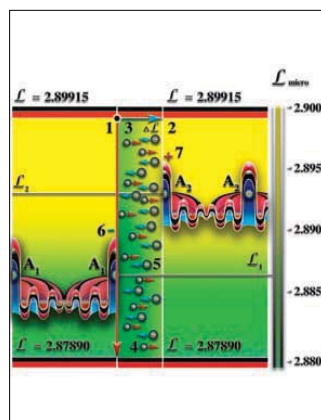 ℒ micro
ℒ = 2.89915
ℒ = 2.89915
2.900
1
3
Δℒ
2
2.895
+ 7
ℒ₂
A₂
A₂
6 -
2.890
A₁
A₁
5
ℒ₁
2.885
ℒ = 2.87890
4
ℒ = 2.87890
2.880